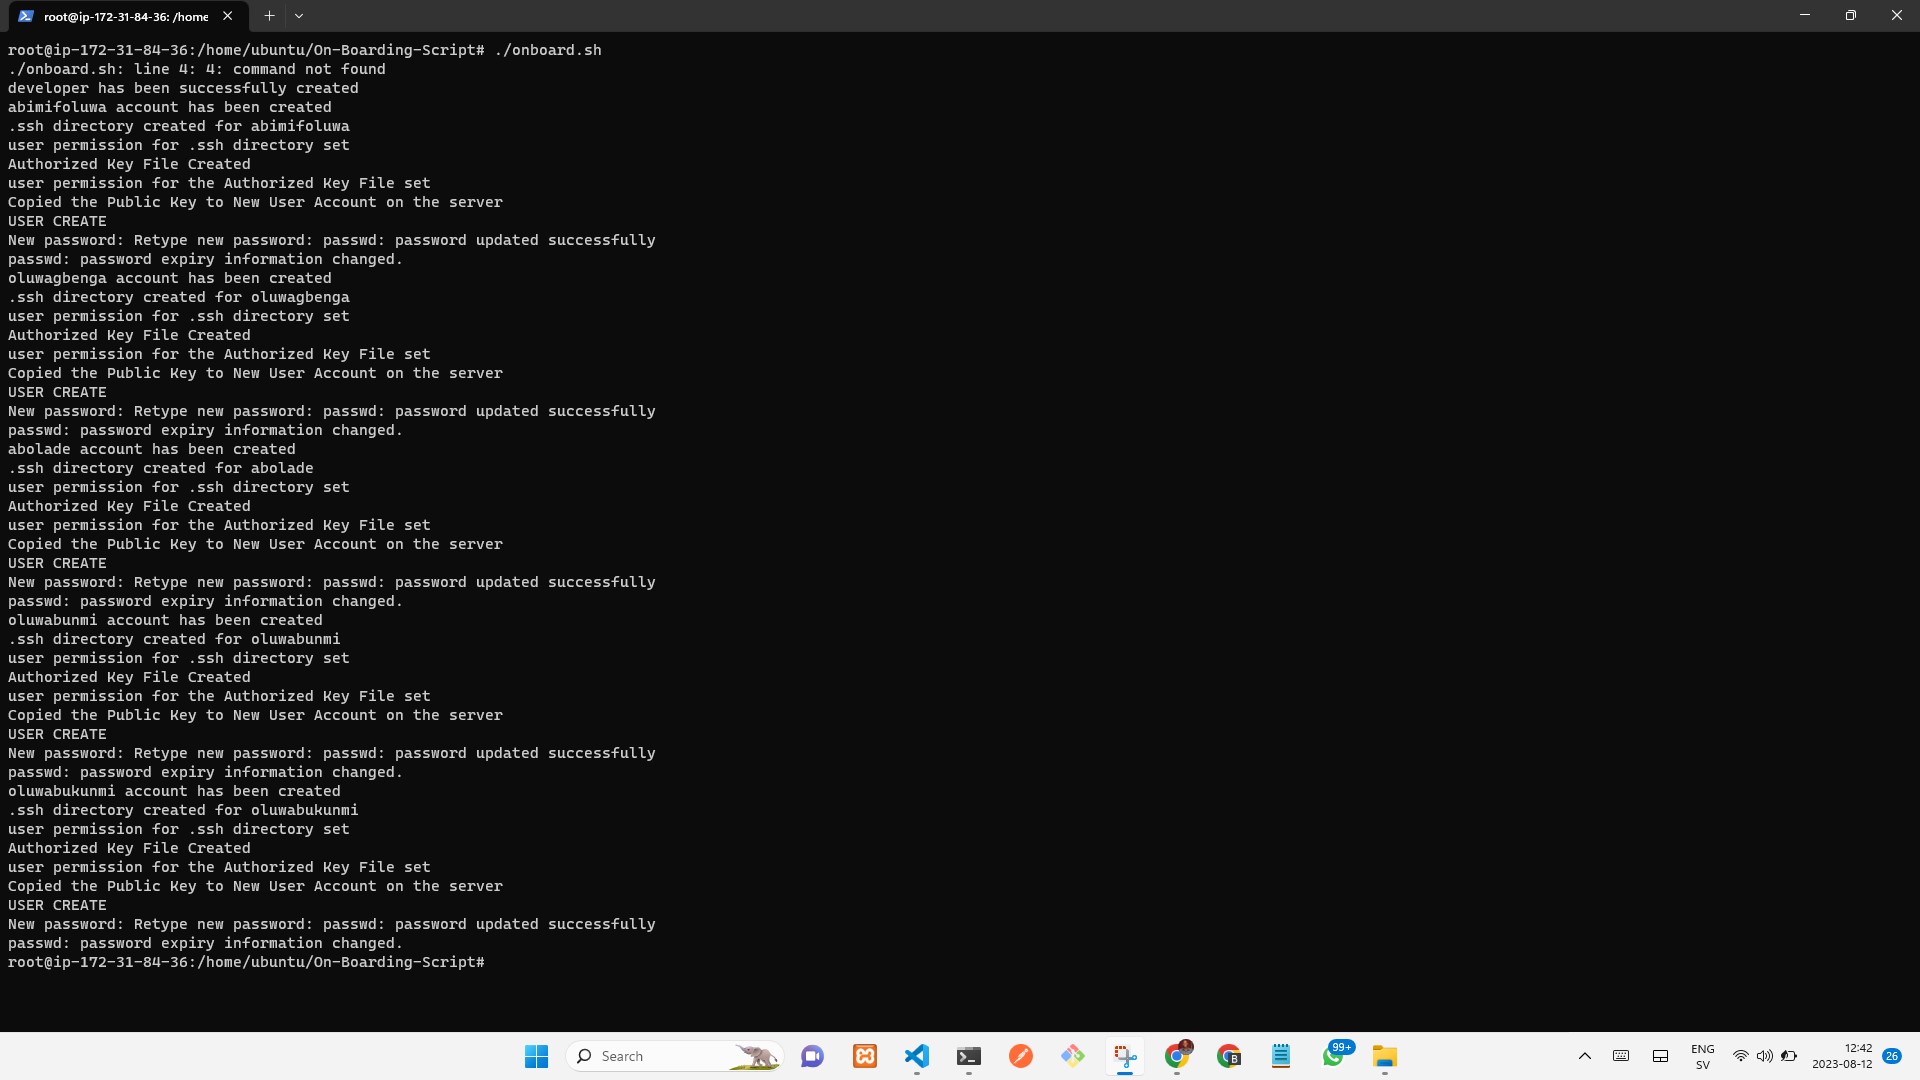 root@ip-172-31-84-36: /home
root@ip-172-31-84-36:/home/ubuntu/On-Boarding-Script# ./onboard.sh
./onboard.sh: line 4: 4: command not found
developer has been successfully created
abimifoluwa account has been created
.ssh directory created for abimifoluwa
user permission for .ssh directory set
Authorized Key File Created
user permission for the Authorized Key File set
Copied the Public Key to New User Account on the server
USER CREATE
New password: Retype new password: passwd: password updated successfully
passwd: password expiry information changed.
oluwagbenga account has been created
.ssh directory created for oluwagbenga
user permission for .ssh directory set
Authorized Key File Created
user permission for the Authorized Key File set
Copied the Public Key to New User Account on the server
USER CREATE
New password: Retype new password: passwd: password updated successfully
passwd: password expiry information changed.
abolade account has been created
.ssh directory created for abolade
user permission for .ssh directory set
Authorized Key File Created
user permission for the Authorized Key File set
Copied the Public Key to New User Account on the server
USER CREATE
New password: Retype new password: passwd: password updated successfully
passwd: password expiry information changed.
oluwabunmi account has been created
.ssh directory created for oluwabunmi
user permission for .ssh directory set
Authorized Key File Created
user permission for the Authorized Key File set
Copied the Public Key to New User Account on the server
USER CREATE
New password: Retype new password: passwd: password updated successfully
passwd: password expiry information changed.
oluwabukunmi account has been created
.ssh directory created for oluwabukunmi
user permission for .ssh directory set
Authorized Key File Created
user permission for the Authorized Key File set
Copied the Public Key to New User Account on the server
USER CREATE
New password: Retype new password: passwd: password updated successfully
passwd: password expiry information changed.
root@ip-172-31-84-36:/home/ubuntu/On-Boarding-Script#
Search
B
99+
ENG
SV
12:42
2023-08-12
26